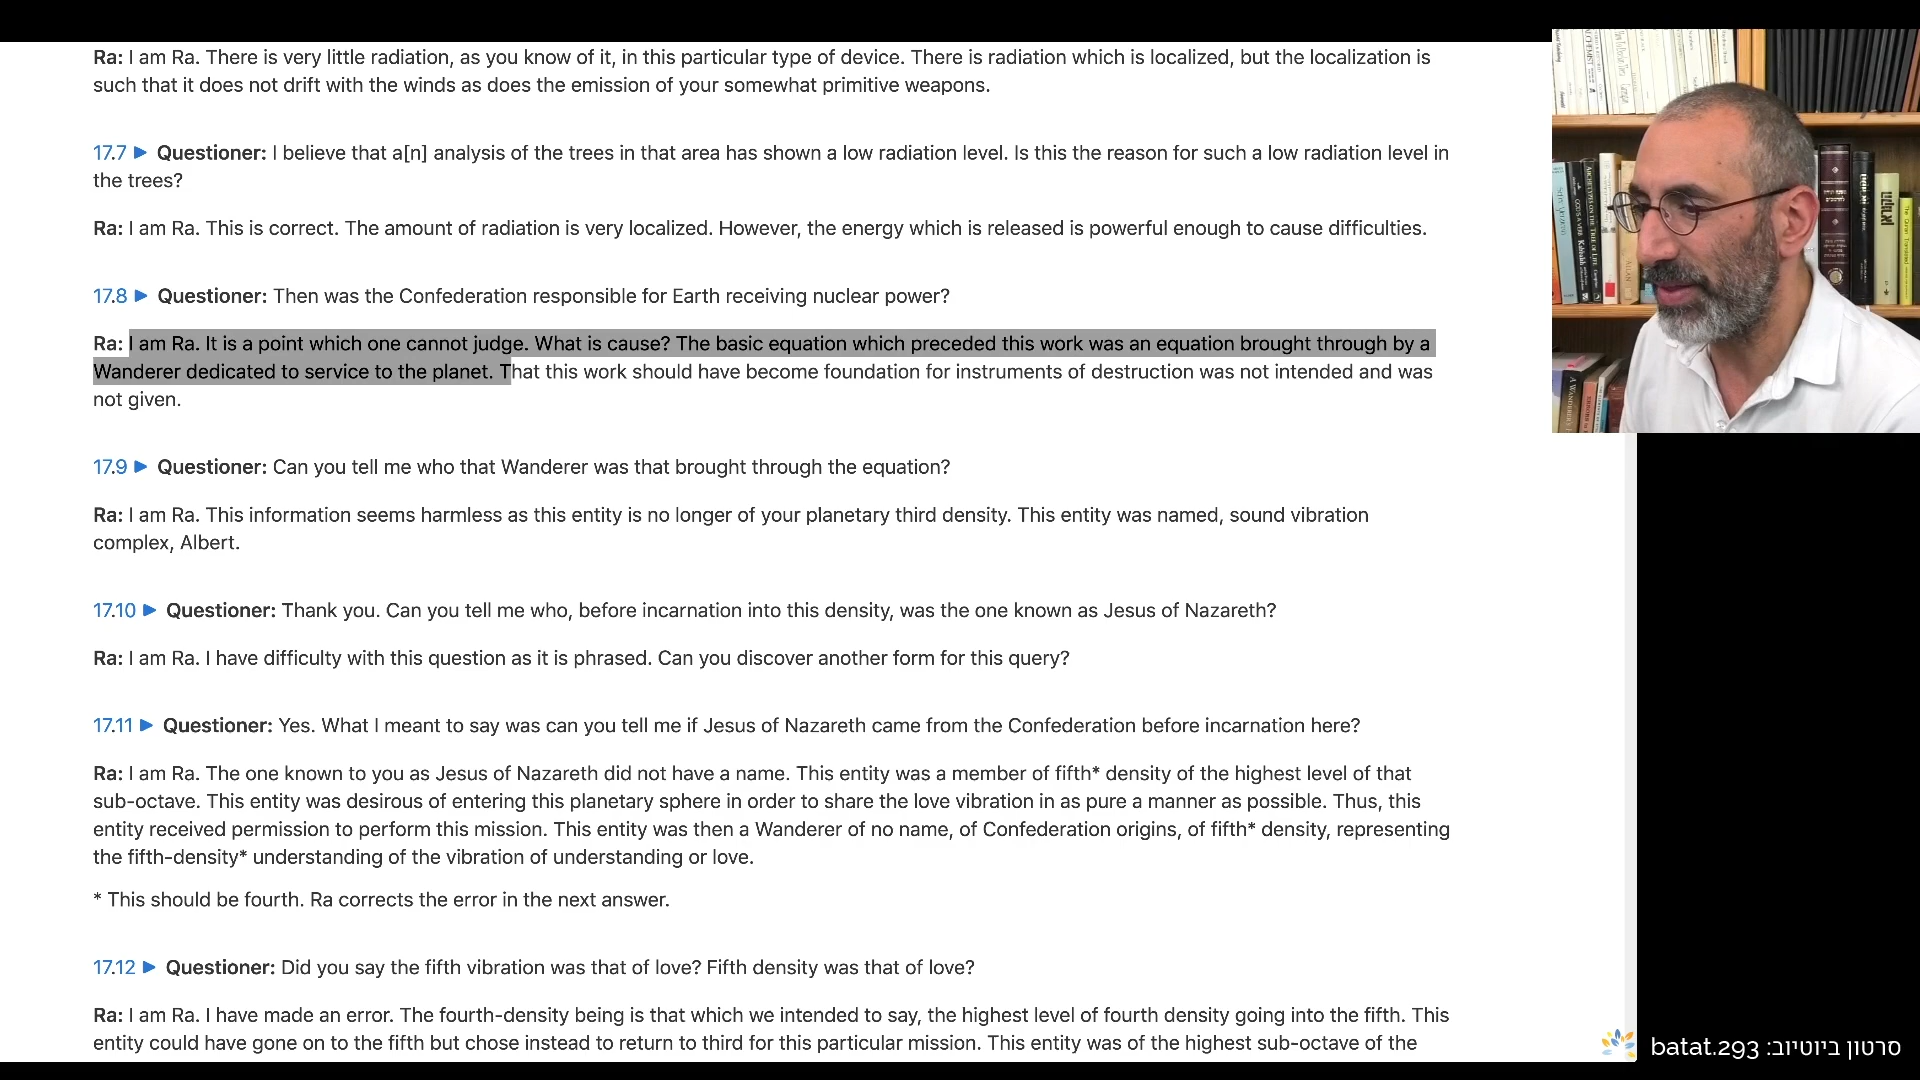 Ra: I am Ra. There is very little radiation, as you know of it, in this particular type of device. There is radiation which is localized, but the localization is
such that it does not drift with the winds as does the emission of your somewhat primitive weapons.
17.7 ▶ Questioner: I believe that a[n] analysis of the trees in that area has shown a low radiation level. Is this the reason for such a low radiation level in
the trees?
Ra: I am Ra. This is correct. The amount of radiation is very localized. However, the energy which is released is powerful enough to cause difficulties.
17.8 ▶ Questioner: Then was the Confederation responsible for Earth receiving nuclear power?
Ra: I am Ra. It is a point which one cannot judge. What is cause? The basic equation which preceded this work was an equation brought through by a
Wanderer dedicated to service to the planet. That this work should have become foundation for instruments of destruction was not intended and was
not given.
17.9 ▶ Questioner: Can you tell me who that Wanderer was that brought through the equation?
Ra: I am Ra. This information seems harmless as this entity is no longer of your planetary third density. This entity was named, sound vibration
complex, Albert.
17.10 ▶ Questioner: Thank you. Can you tell me who, before incarnation into this density, was the one known as Jesus of Nazareth?
Ra: I am Ra. I have difficulty with this question as it is phrased. Can you discover another form for this query?
17.11 ▶ Questioner: Yes. What I meant to say was can you tell me if Jesus of Nazareth came from the Confederation before incarnation here?
Ra: I am Ra. The one known to you as Jesus of Nazareth did not have a name. This entity was a member of fifth* density of the highest level of that
sub-octave. This entity was desirous of entering this planetary sphere in order to share the love vibration in as pure a manner as possible. Thus, this
entity received permission to perform this mission. This entity was then a Wanderer of no name, of Confederation origins, of fifth* density, representing
the fifth-density* understanding of the vibration of understanding or love.
* This should be fourth. Ra corrects the error in the next answer.
17.12 ▶ Questioner: Did you say the fifth vibration was that of love? Fifth density was that of love?
Ra: I am Ra. I have made an error. The fourth-density being is that which we intended to say, the highest level of fourth density going into the fifth. This
entity could have gone on to the fifth but chose instead to return to third for this particular mission. This entity was of the highest sub-octave of the
סרטון ביוטיוב: batat.293